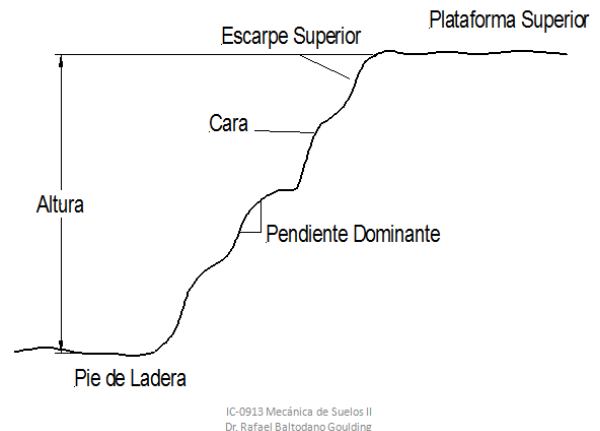 Plataforma Superior
Escarpe Superior
Cara
Altura
Pendiente Dominante
Pie de Ladera
IC-0913 Mecánica de Suelos II
Dr. Rafael Baltodano Goulding